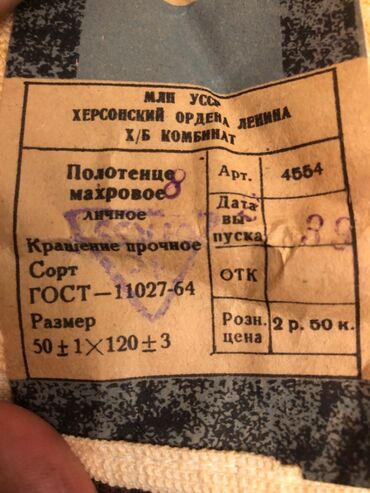 МЛП УССР
ХЕРСОНСКИЙ ОРДЕНА ЛЕНИНА
Х/Б КОМБИНАТ
Полотенце
махровое 8
личное
Крашение прочное
Сорт
ГОСТ — 11027-64
Размер
50 ± 1 × 120 ± 3
Арт. 4554
Дата
вы
пуска
ОТК
Розн. 2 р. 50 к.
цена